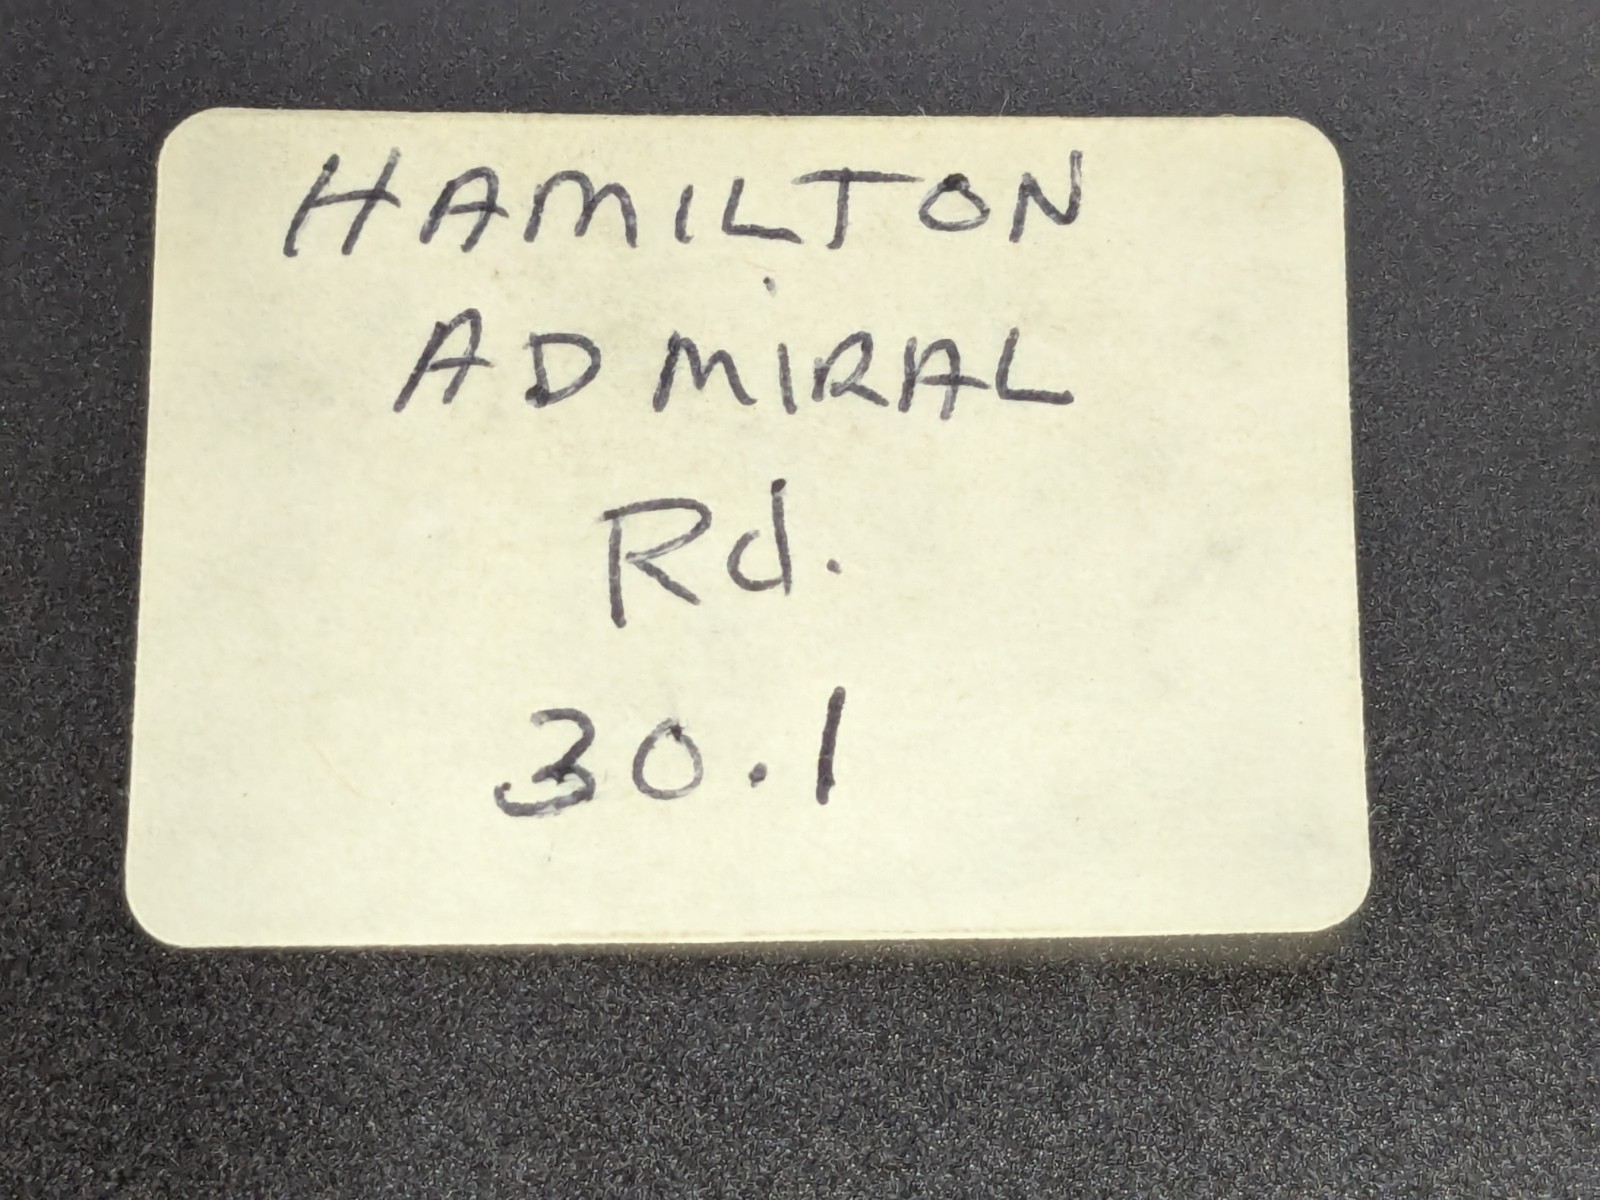 HAMILTON
ADMIRAL
Rd.
30.1